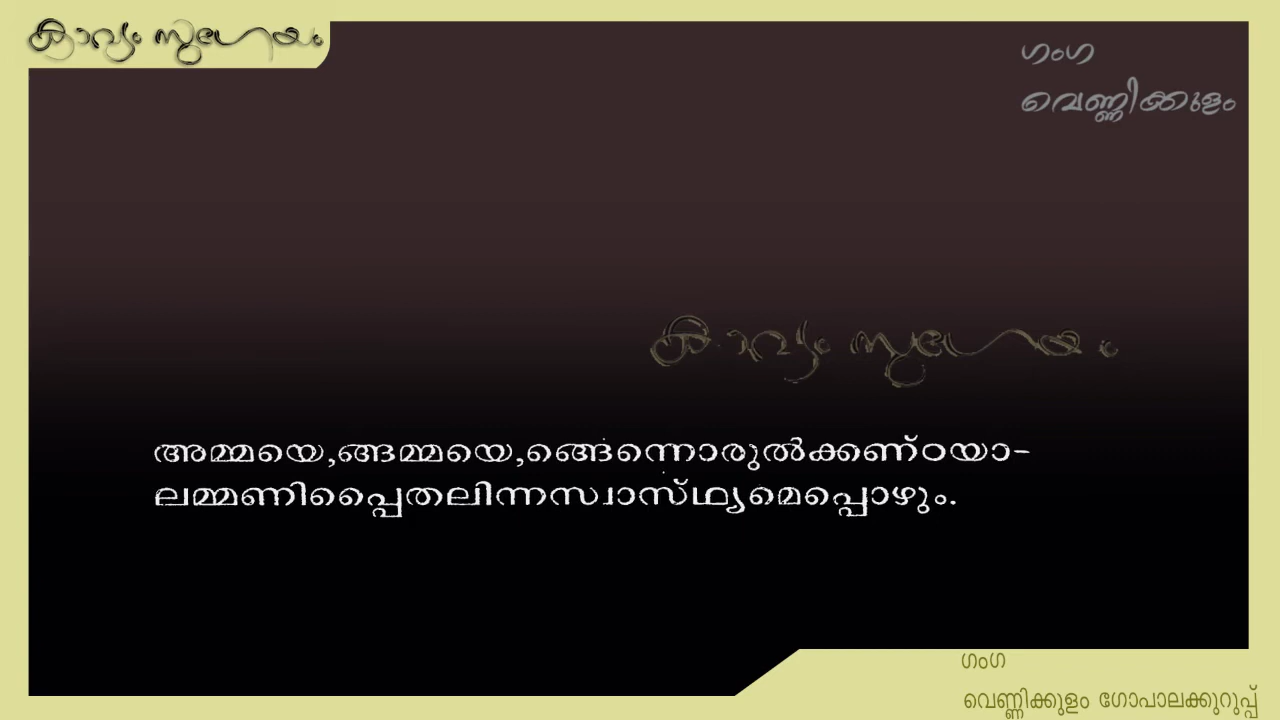 കാവ്യം സുഗേയം
ഗംഗ
വെണ്ണിക്കുളം
കാവ്യം സുഗേയം
അമ്മയെ,ങ്ങമ്മയെ,ങ്ങെന്നൊരുൽക്കണ്ഠയാ-
ലമ്മണിപ്പൈതലിന്നസ്വാസ്ഥ്യമെപ്പൊഴും.
ഗംഗ
വെണ്ണിക്കുളം ഗോപാലക്കുറുപ്പ്